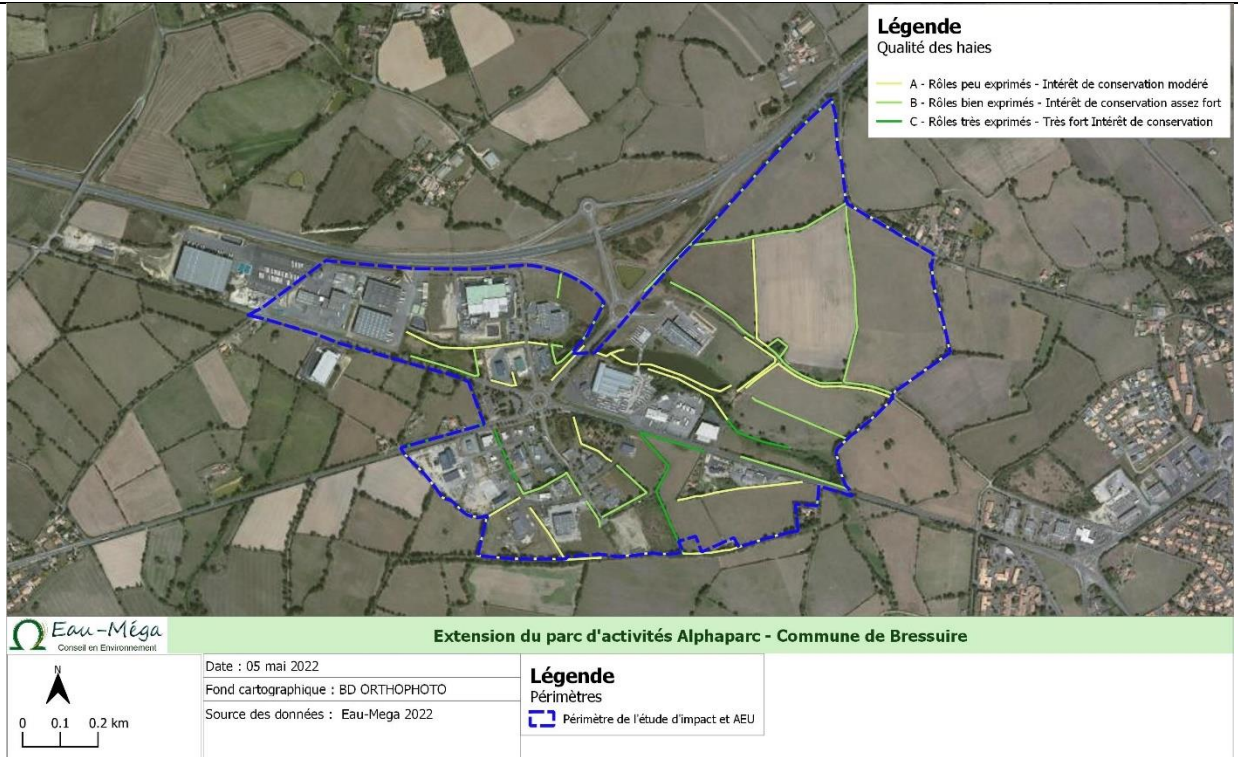 Légende
Qualité des haies
A - Rôles peu exprimés - Intérêt de conservation modéré
B - Rôles bien exprimés - Intérêt de conservation assez fort
C - Rôles très exprimés - Très fort Intérêt de conservation
Eau-Méga
Conseil en Environnement
Extension du parc d'activités Alphaparc - Commune de Bressuire
N
0 0.1 0.2 km
Date : 05 mai 2022
Fond cartographique : BD ORTHOPHOTO
Source des données : Eau-Mega 2022
Légende
Périmètres
Périmètre de l'étude d'impact et AEU